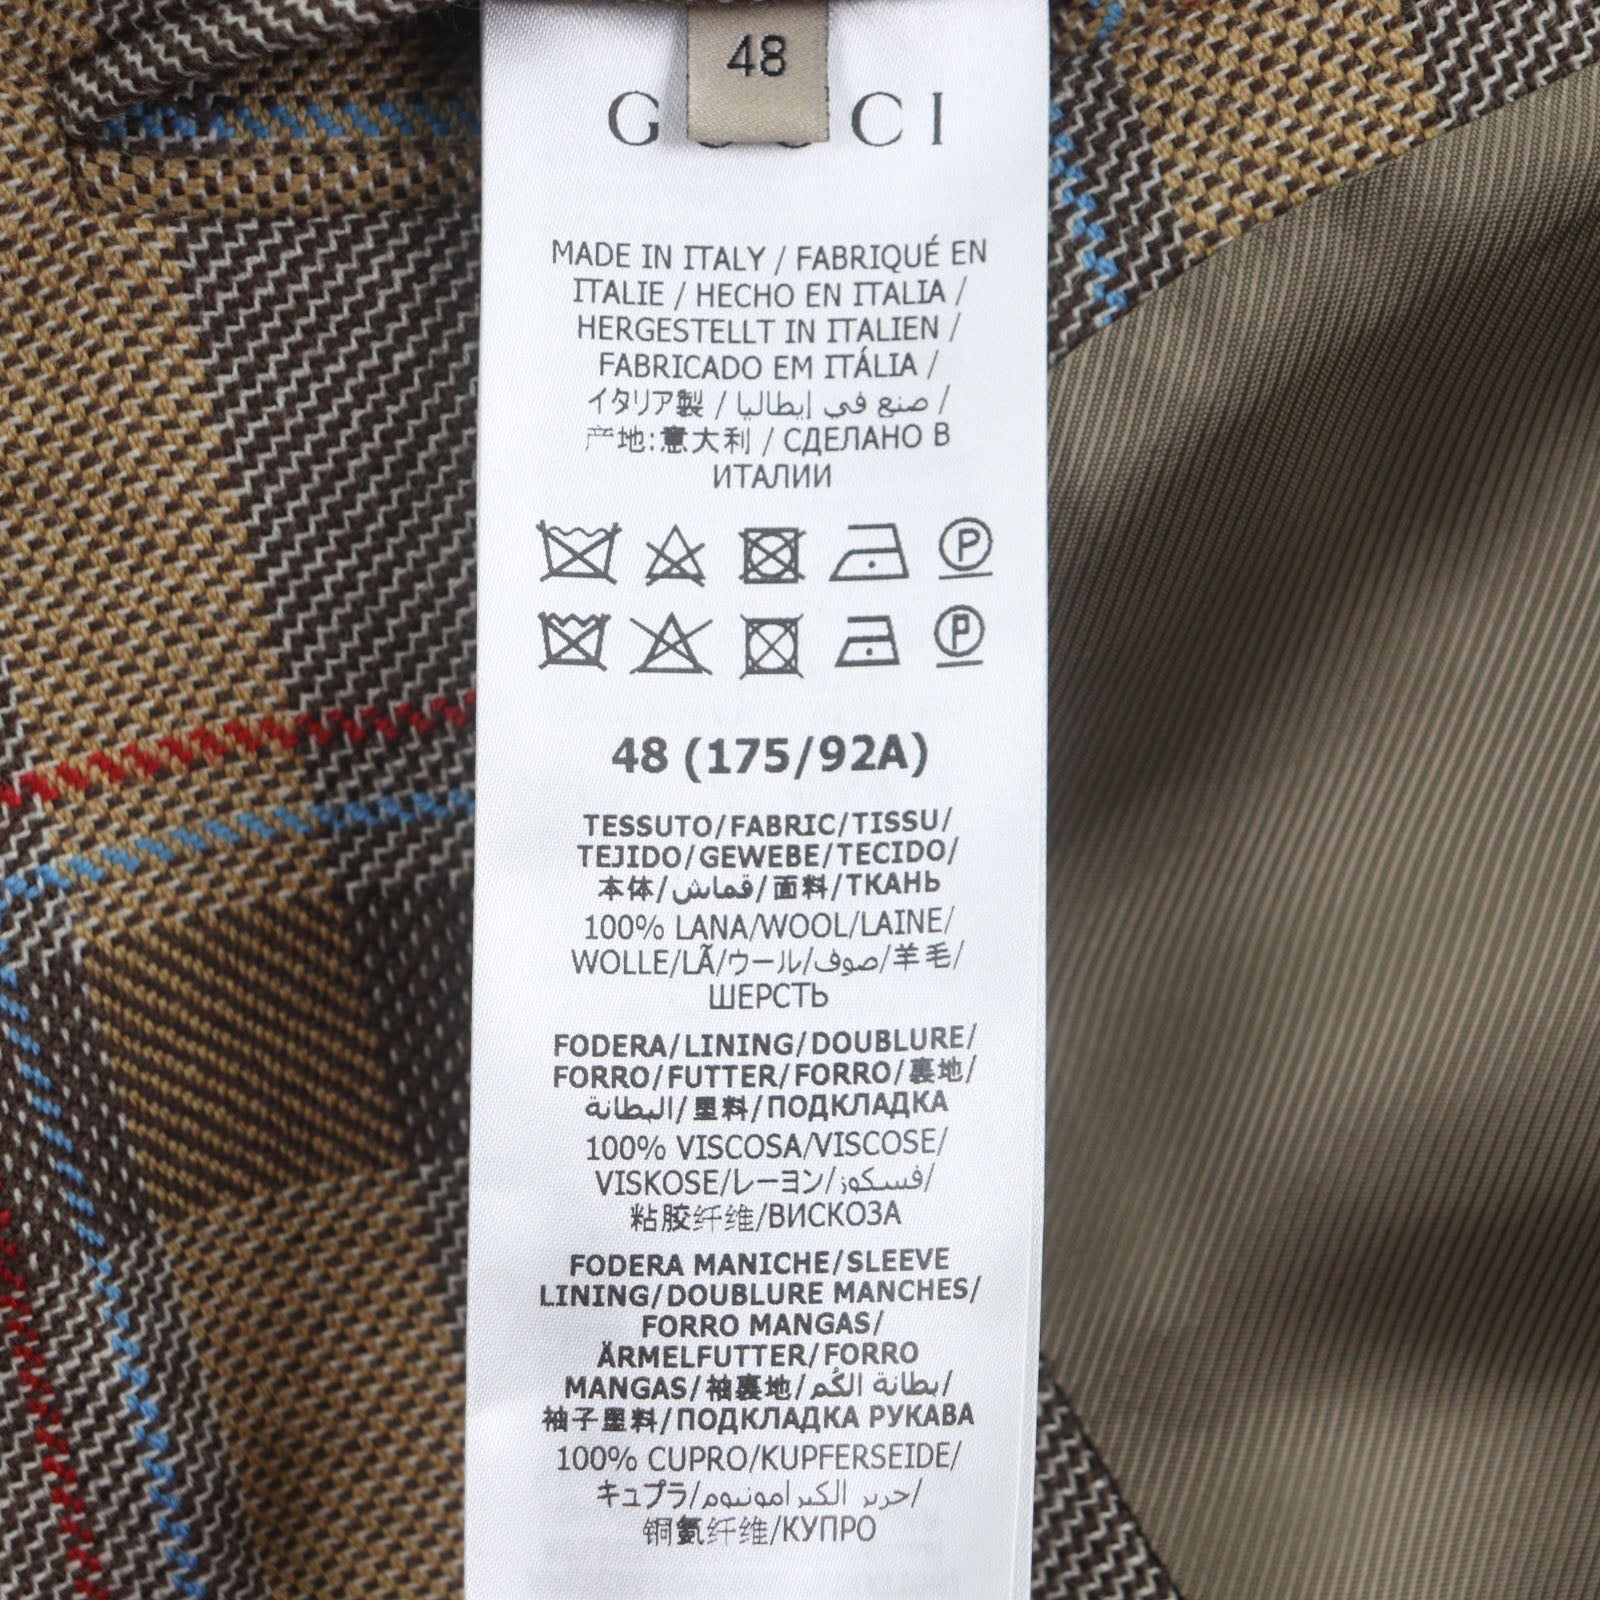 48
G CCI
MADE IN ITALY / FABRIQUÉ EN
ITALIE / HECHO EN ITALIA /
HERGESTELLT IN ITALIEN /
FABRICADO EM ITÁLIA /
イタリア製 / صنع في إيطاليا /
产地:意大利 / СДЕЛАНО В
ИТАЛИИ
P
P
48 (175/92A)
TESSUTO/FABRIC/TISSU/
TEJIDO/GEWEBE/TECIDO/
本体/قماش/面料/ТКАНЬ
100% LANA/WOOL/LAINE/
WOLLE/LÃ/ウール/صوف/羊毛/
ШЕРСТЬ
FODERA/LINING/DOUBLURE/
FORRO/FUTTER/FORRO/裏地/
البطانة/里料/ПОДКЛАДКА
100% VISCOSA/VISCOSE/
VISKOSE/レーヨン/فسكوز/
粘胶纤维/ВИСКОЗА
FODERA MANICHE/SLEEVE
LINING/DOUBLURE MANCHES/
FORRO MANGAS/
ÄRMELFUTTER/FORRO
MANGAS/袖裏地/بطانة الكُم/
袖子里料/ПОДКЛАДКА РУКАВА
100% CUPRO/KUPFERSEIDE/
キュプラ/حرير الكبرامونيوم/
铜氨纤维/КУПРО